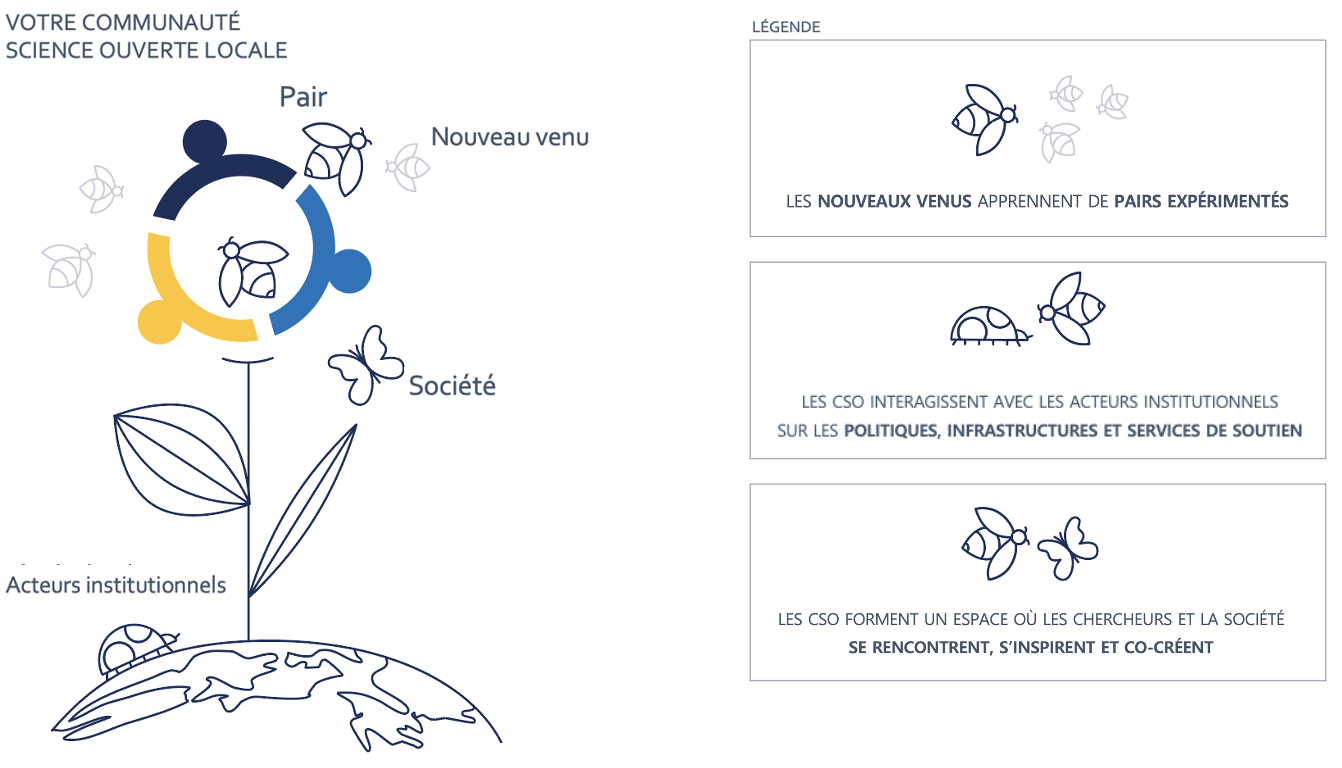 VOTRE COMMUNAUTÉ
SCIENCE OUVERTE LOCALE
Pair
Nouveau venu
Société
Acteurs institutionnels
LÉGENDE
LES NOUVEAUX VENUS APPRENNENT DE PAIRS EXPÉRIMENTÉS
LES CSO INTERAGISSENT AVEC LES ACTEURS INSTITUTIONNELS
SUR LES POLITIQUES, INFRASTRUCTURES ET SERVICES DE SOUTIEN
LES CSO FORMENT UN ESPACE OÙ LES CHERCHEURS ET LA SOCIÉTÉ
SE RENCONTRENT, S’INSPIRENT ET CO-CRÉENT